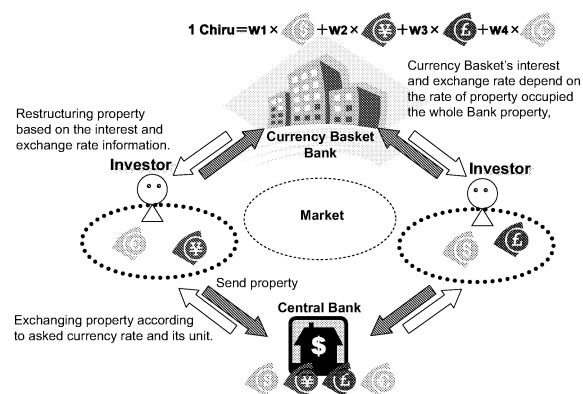 1 Chiru=w1× $ +w2× ¥ +w3× £ +w4× €
Currency Basket's interest
and exchange rate depend on
the rate of property occupied
the whole Bank property,
Restructuring property
based on the interest and
exchange rate information.
Currency Basket
Bank
Investor
Investor
Market
€ ¥
$ £
Send property
Central Bank
Exchanging property according
to asked currency rate and its unit.
$
$ ¥ £ €